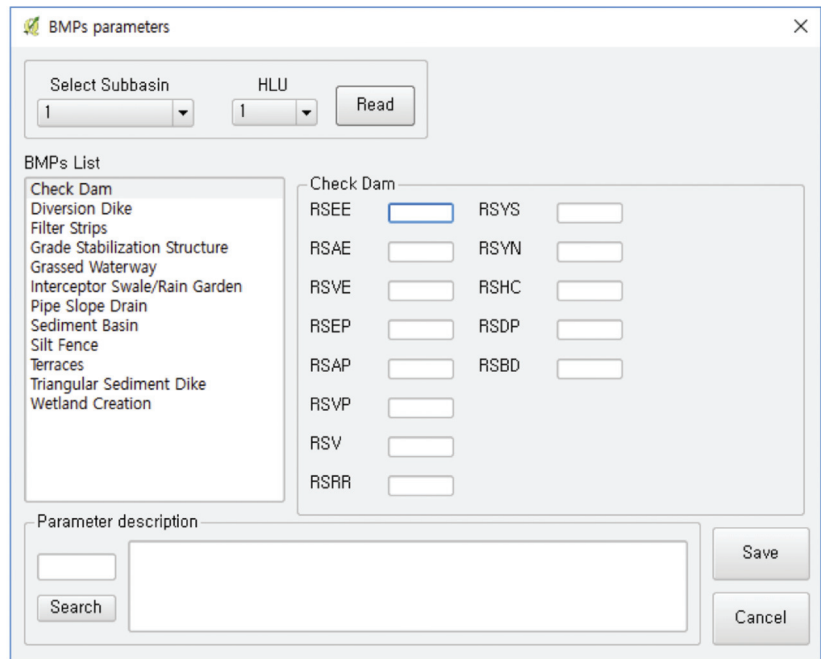 BMPs parameters
Select Subbasin HLU
1 1 Read
BMPs List
Check Dam
Diversion Dike
Filter Strips
Grade Stabilization Structure
Grassed Waterway
Interceptor Swale/Rain Garden
Pipe Slope Drain
Sediment Basin
Silt Fence
Terraces
Triangular Sediment Dike
Wetland Creation
Check Dam
RSEE RSYS
RSAE RSYN
RSVE RSHC
RSEP RSDP
RSAP RSBD
RSVP
RSV
RSRR
Parameter description
Search
Save
Cancel